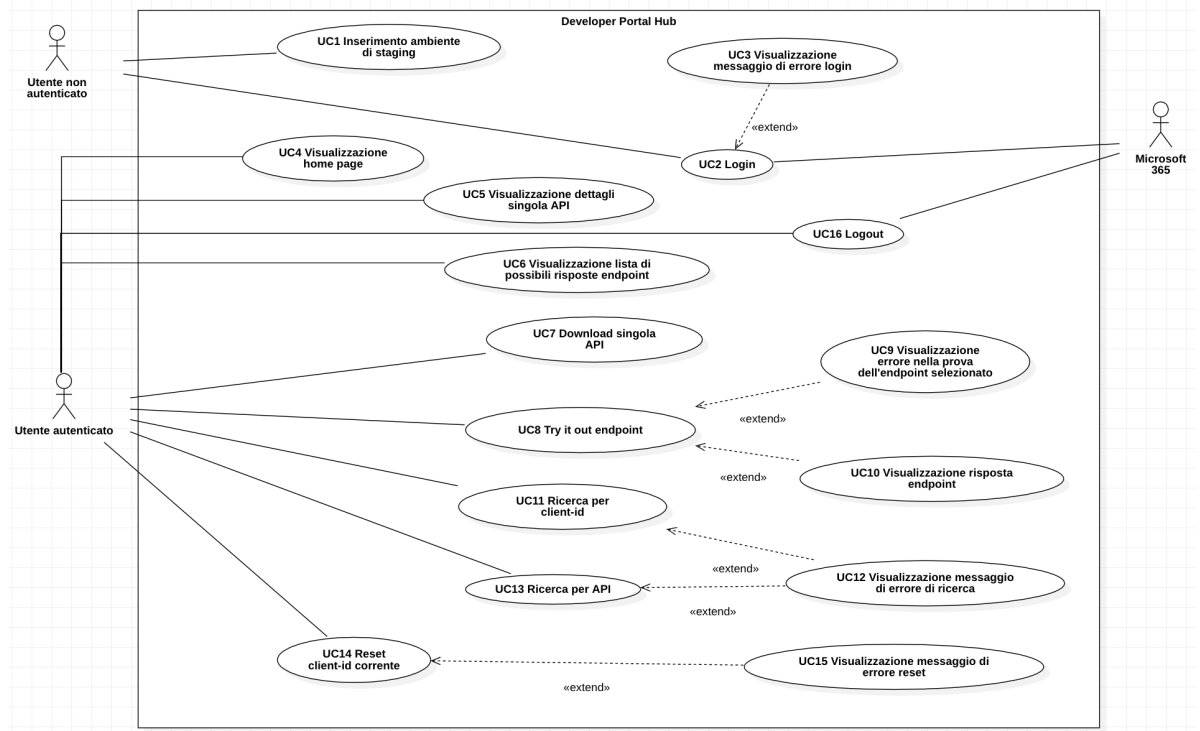 Developer Portal Hub
UC1 Inserimento ambiente
di staging
UC3 Visualizzazione
messaggio di errore login
Utente non
autenticato
«extend»
Microsoft
365
UC4 Visualizzazione
home page
UC2 Login
UC5 Visualizzazione dettagli
singola API
UC16 Logout
UC6 Visualizzazione lista di
possibili risposte endpoint
UC7 Download singola
API
UC9 Visualizzazione
errore nella prova
dell'endpoint selezionato
«extend»
Utente autenticato
UC8 Try it out endpoint
«extend»
UC10 Visualizzazione risposta
endpoint
UC11 Ricerca per
client-id
«extend»
UC12 Visualizzazione messaggio
di errore di ricerca
UC13 Ricerca per API
«extend»
UC14 Reset
client-id corrente
UC15 Visualizzazione messaggio di
errore reset
«extend»